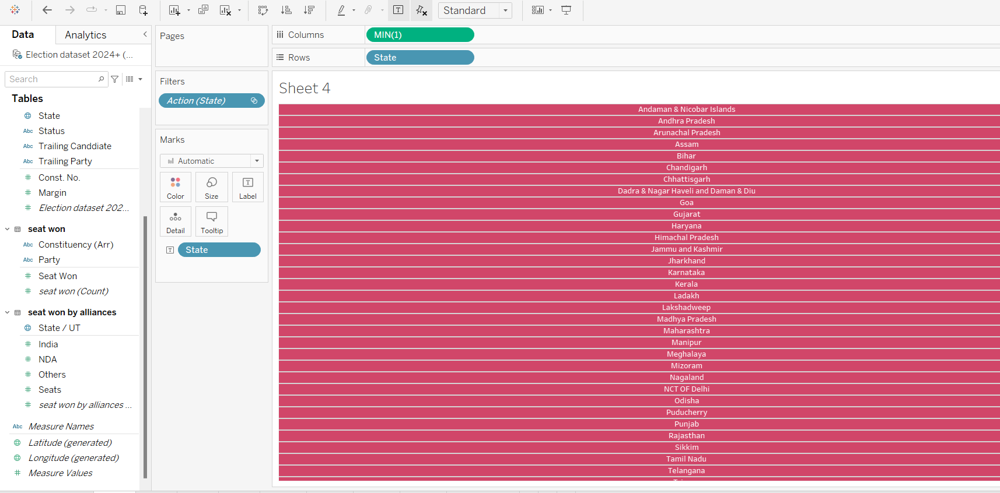 Standard
Data
Analytics
Election dataset 2024+ (...
Search
Tables
State
Abc Status
Abc Trailing Canddiate
Abc Trailing Party
# Const. No.
# Margin
# Election dataset 202...
seat won
Abc Constituency (Arr)
Abc Party
# Seat Won
# seat won (Count)
seat won by alliances
State / UT
# India
# NDA
# Others
# Seats
# seat won by alliances ...
Abc Measure Names
Latitude (generated)
Longitude (generated)
# Measure Values
Pages
Filters
Action (State)
Marks
Automatic
Color
Size
Label
Detail
Tooltip
State
Columns
MIN(1)
Rows
State
Sheet 4
Andaman & Nicobar Islands
Andhra Pradesh
Arunachal Pradesh
Assam
Bihar
Chandigarh
Chhattisgarh
Dadra & Nagar Haveli and Daman & Diu
Goa
Gujarat
Haryana
Himachal Pradesh
Jammu and Kashmir
Jharkhand
Karnataka
Kerala
Ladakh
Lakshadweep
Madhya Pradesh
Maharashtra
Manipur
Meghalaya
Mizoram
Nagaland
NCT OF Delhi
Odisha
Puducherry
Punjab
Rajasthan
Sikkim
Tamil Nadu
Telangana